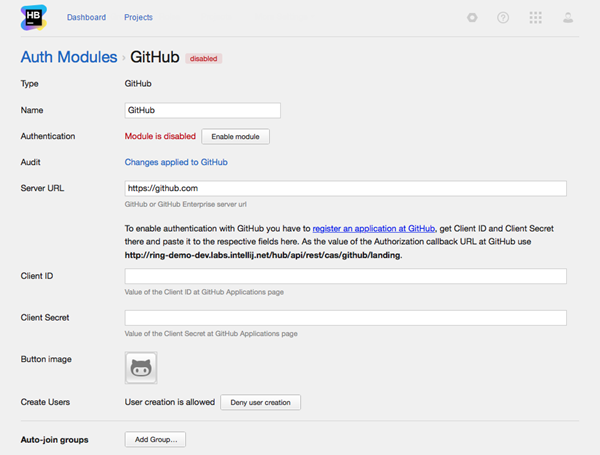 HB
Dashboard Projects
Auth Modules › GitHub disabled
Type GitHub
Name GitHub
Authentication Module is disabled Enable module
Audit Changes applied to GitHub
Server URL https://github.com
GitHub or GitHub Enterprise server url
To enable authentication with GitHub you have to register an application at GitHub, get Client ID and Client Secret
there and paste it to the respective fields here. As the value of the Authorization callback URL at GitHub use
http://ring-demo-dev.labs.intellij.net/hub/api/rest/cas/github/landing.
Client ID
Value of the Client ID at GitHub Applications page
Client Secret
Value of the Client Secret at GitHub Applications page
Button image
Create Users User creation is allowed Deny user creation
Auto-join groups Add Group...